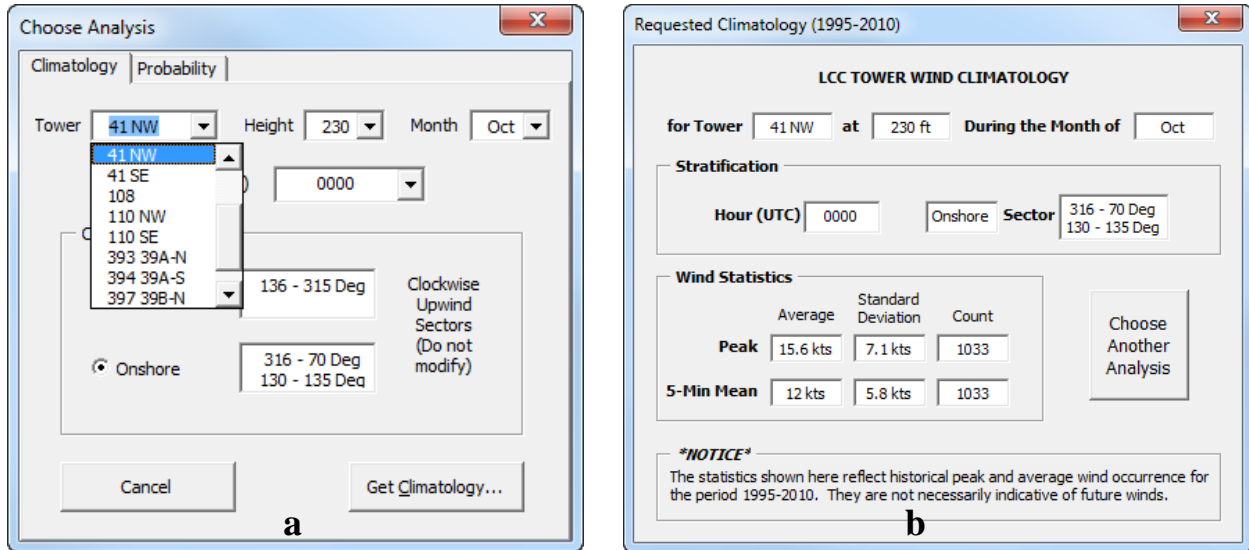 Choose Analysis
Climatology
Probability
Tower
41 NW
Height
230
Month
Oct
41 NW
41 SE
108
110 NW
110 SE
393 39A-N
394 39A-S
397 39B-N
)
0000
136 - 315 Deg
Clockwise
Upwind
Sectors
(Do not
modify)
Onshore
316 - 70 Deg
130 - 135 Deg
Cancel
Get Climatology...
a
Requested Climatology (1995-2010)
LCC TOWER WIND CLIMATOLOGY
for Tower 41 NW at 230 ft During the Month of Oct
Stratification
Hour (UTC) 0000 Onshore Sector 316 - 70 Deg
130 - 135 Deg
Wind Statistics
Average Standard Deviation Count
Peak 15.6 kts 7.1 kts 1033
5-Min Mean 12 kts 5.8 kts 1033
Choose
Another
Analysis
*NOTICE*
The statistics shown here reflect historical peak and average wind occurrence for
the period 1995-2010. They are not necessarily indicative of future winds.
b